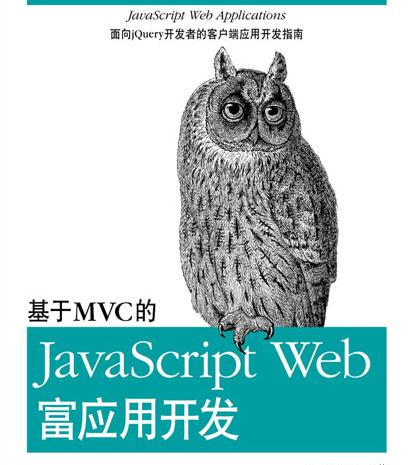 JavaScript Web Applications
面向jQuery开发者的客户端应用开发指南
基于MVC的
JavaScript Web
富应用开发